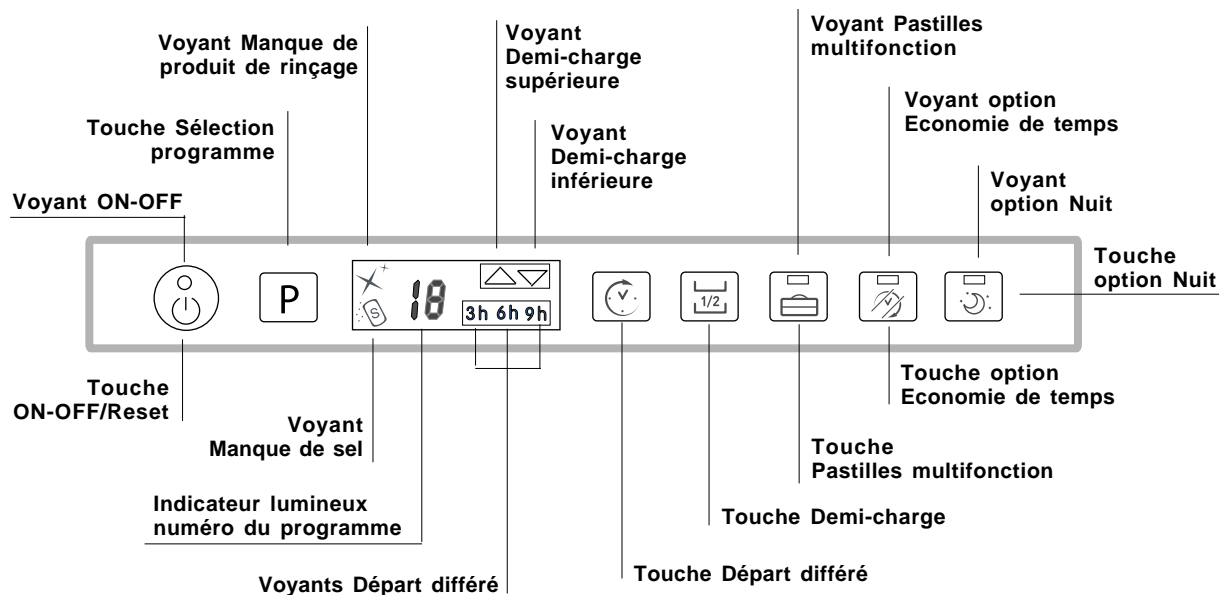 Voyant Manque de
produit de rinçage
Voyant
Demi-charge
supérieure
Voyant Pastilles
multifonction
Voyant option
Economie de temps
Touche Sélection
programme
Voyant
Demi-charge
inférieure
Voyant
option Nuit
Voyant ON-OFF
Touche
option Nuit
P
S
18
3h 6h 9h
1/2
Touche
ON-OFF/Reset
Voyant
Manque de sel
Touche option
Economie de temps
Touche
Pastilles multifonction
Indicateur lumineux
numéro du programme
Touche Demi-charge
Voyants Départ différé
Touche Départ différé